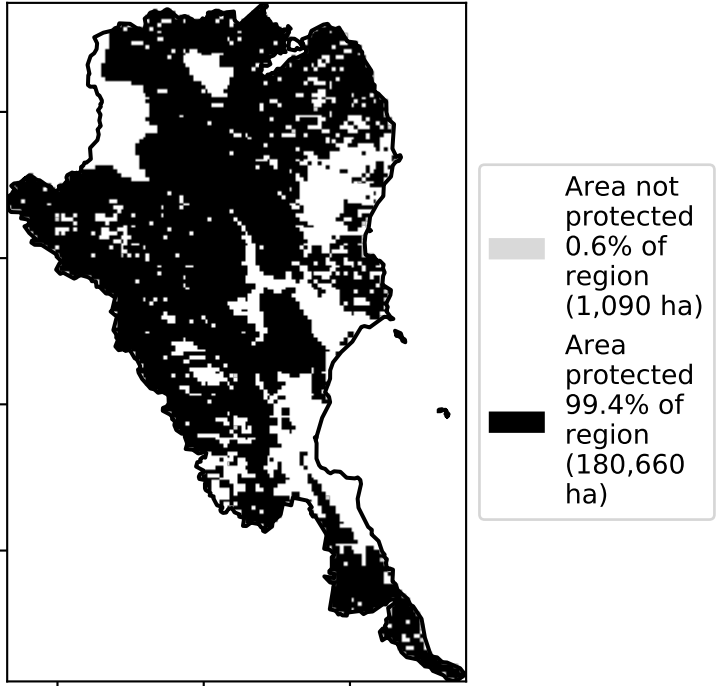 Area not
protected
0.6% of
region
(1,090 ha)
Area
protected
99.4% of
region
(180,660
ha)